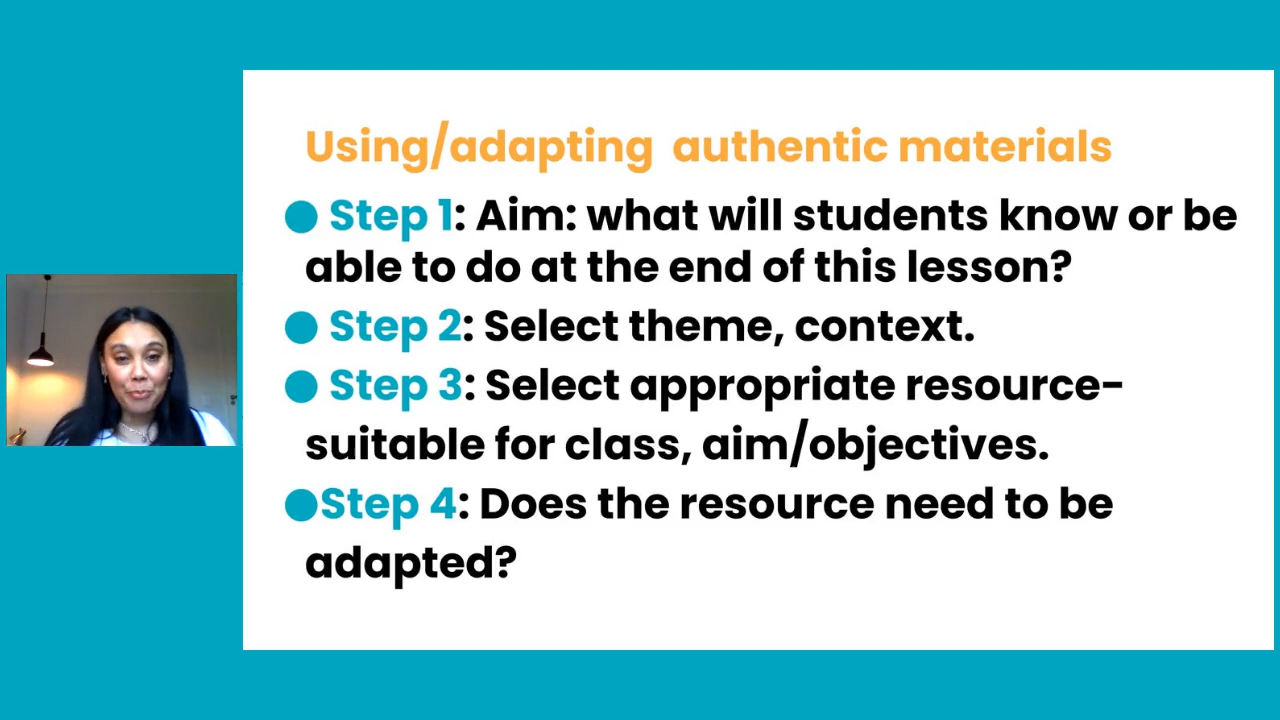 Using/adapting authentic materials
● Step 1: Aim: what will students know or be
able to do at the end of this lesson?
● Step 2: Select theme, context.
● Step 3: Select appropriate resource-
suitable for class, aim/objectives.
●Step 4: Does the resource need to be
adapted?